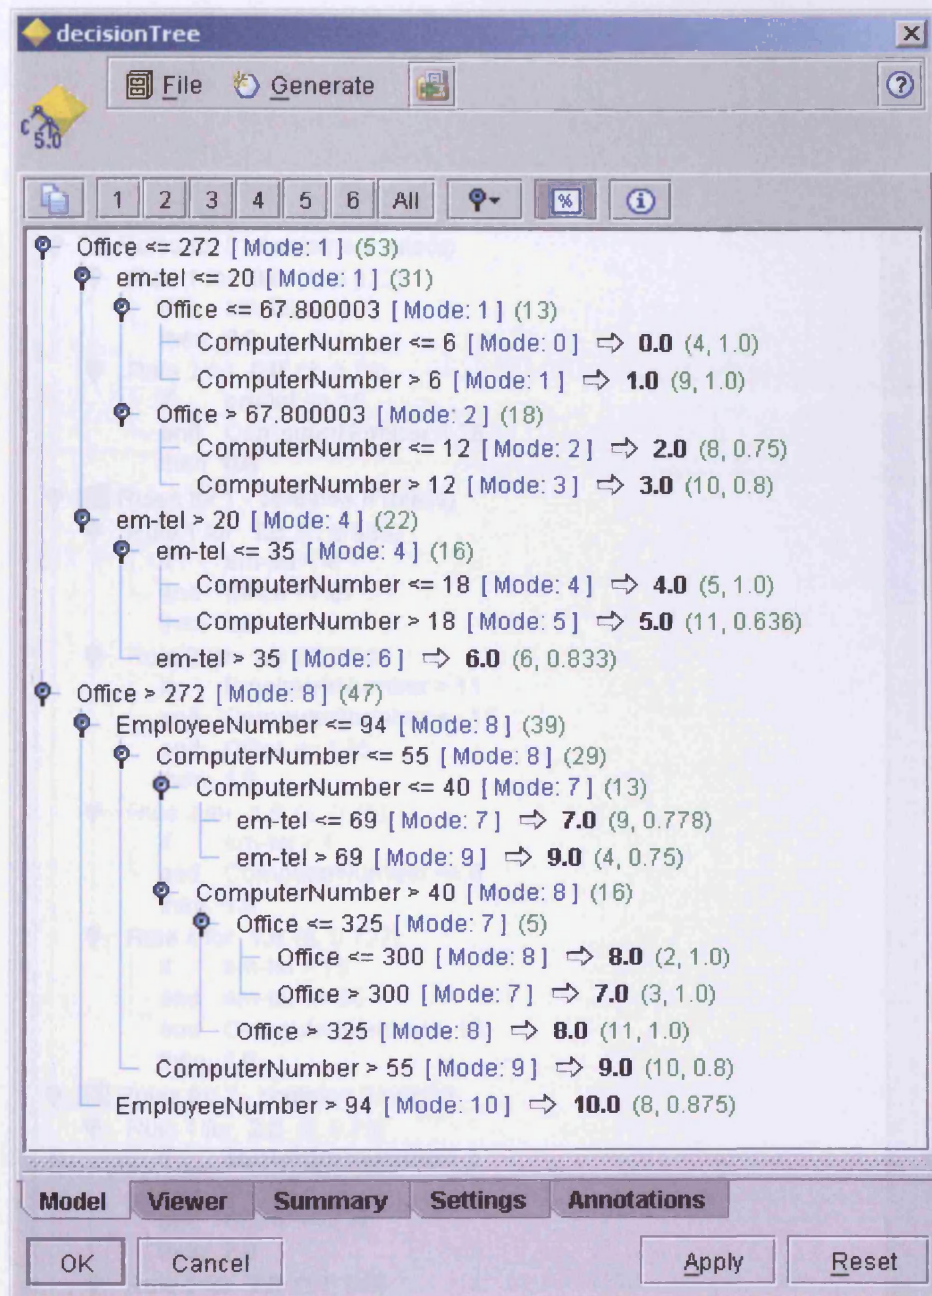 decisionTree
File Generate
C 5.0
1 2 3 4 5 6 All %
Office <= 272 [Mode: 1] (53)
em-tel <= 20 [Mode: 1] (31)
Office <= 67.800003 [Mode: 1] (13)
ComputerNumber <= 6 [Mode: 0] ⇨ 0.0 (4, 1.0)
ComputerNumber > 6 [Mode: 1] ⇨ 1.0 (9, 1.0)
Office > 67.800003 [Mode: 2] (18)
ComputerNumber <= 12 [Mode: 2] ⇨ 2.0 (8, 0.75)
ComputerNumber > 12 [Mode: 3] ⇨ 3.0 (10, 0.8)
em-tel > 20 [Mode: 4] (22)
em-tel <= 35 [Mode: 4] (16)
ComputerNumber <= 18 [Mode: 4] ⇨ 4.0 (5, 1.0)
ComputerNumber > 18 [Mode: 5] ⇨ 5.0 (11, 0.636)
em-tel > 35 [Mode: 6] ⇨ 6.0 (6, 0.833)
Office > 272 [Mode: 8] (47)
EmployeeNumber <= 94 [Mode: 8] (39)
ComputerNumber <= 55 [Mode: 8] (29)
ComputerNumber <= 40 [Mode: 7] (13)
em-tel <= 69 [Mode: 7] ⇨ 7.0 (9, 0.778)
em-tel > 69 [Mode: 9] ⇨ 9.0 (4, 0.75)
ComputerNumber > 40 [Mode: 8] (16)
Office <= 325 [Mode: 7] (5)
Office <= 300 [Mode: 8] ⇨ 8.0 (2, 1.0)
Office > 300 [Mode: 7] ⇨ 7.0 (3, 1.0)
Office > 325 [Mode: 8] ⇨ 8.0 (11, 1.0)
ComputerNumber > 55 [Mode: 9] ⇨ 9.0 (10, 0.8)
EmployeeNumber > 94 [Mode: 10] ⇨ 10.0 (8, 0.875)
Model Viewer Summary Settings Annotations
OK Cancel Apply Reset